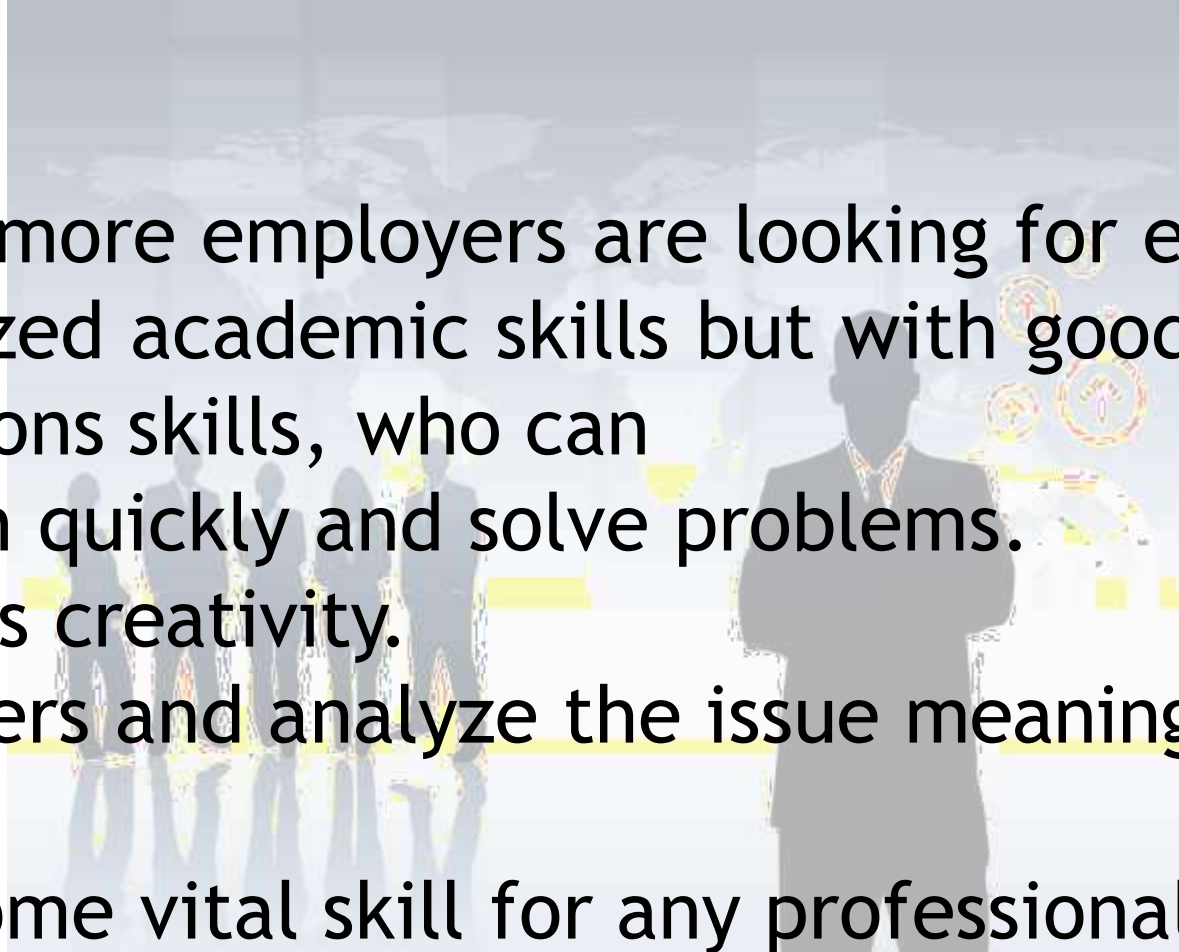 more employers are looking for e
zed academic skills but with good
ons skills, who can
n quickly and solve problems.
s creativity.
ers and analyze the issue meaning
ome vital skill for any professional